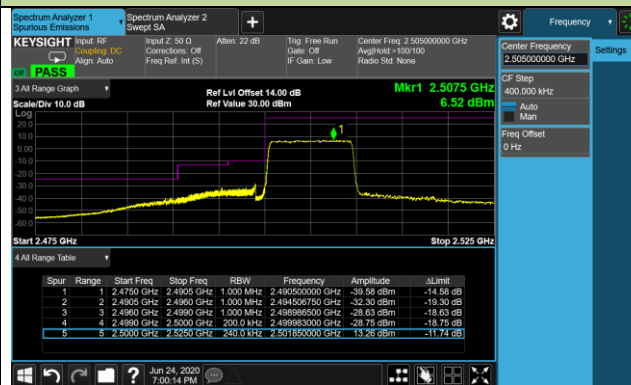 Spectrum Analyzer 1
Spurious Emissions
Spectrum Analyzer 2
Swept SA
Frequency
KEYSIGHT
Input: RF
Coupling: DC
Align: Auto
Input Z: 50 Ω
Corrections: Off
Freq Ref: Int (S)
Atten: 22 dB
Trig: Free Run
Gate: Off
IF Gain: Low
Center Freq: 2.505000000 GHz
Avg|Hold:>100/100
Radio Std: None
PASS
Center Frequency
2.505000000 GHz
Settings
CF Step
400.000 kHz
Auto
Man
Freq Offset
0 Hz
3 All Range Graph
Ref Lvl Offset 14.00 dB
Mkr1 2.5075 GHz
Scale/Div 10.0 dB
Ref Value 30.00 dBm
6.52 dBm
Log
20.0
10.0
0.00
-10.0
-20.0
-30.0
-40.0
-50.0
-60.0
1
Start 2.475 GHz
Stop 2.525 GHz
4 All Range Table
Spur Range Start Freq Stop Freq RBW Frequency Amplitude ΔLimit
1 1 2.4750 GHz 2.4905 GHz 1.000 MHz 2.490500000 GHz -39.58 dBm -14.58 dB
2 2 2.4905 GHz 2.4960 GHz 1.000 MHz 2.494506750 GHz -32.30 dBm -19.30 dB
3 3 2.4960 GHz 2.4990 GHz 1.000 MHz 2.498986500 GHz -28.63 dBm -18.63 dB
4 4 2.4990 GHz 2.5000 GHz 200.0 kHz 2.499983000 GHz -28.75 dBm -18.75 dB
5 5 2.5000 GHz 2.5250 GHz 240.0 kHz 2.501850000 GHz 13.26 dBm -11.74 dB
Jun 24, 2020
7:00:14 PM